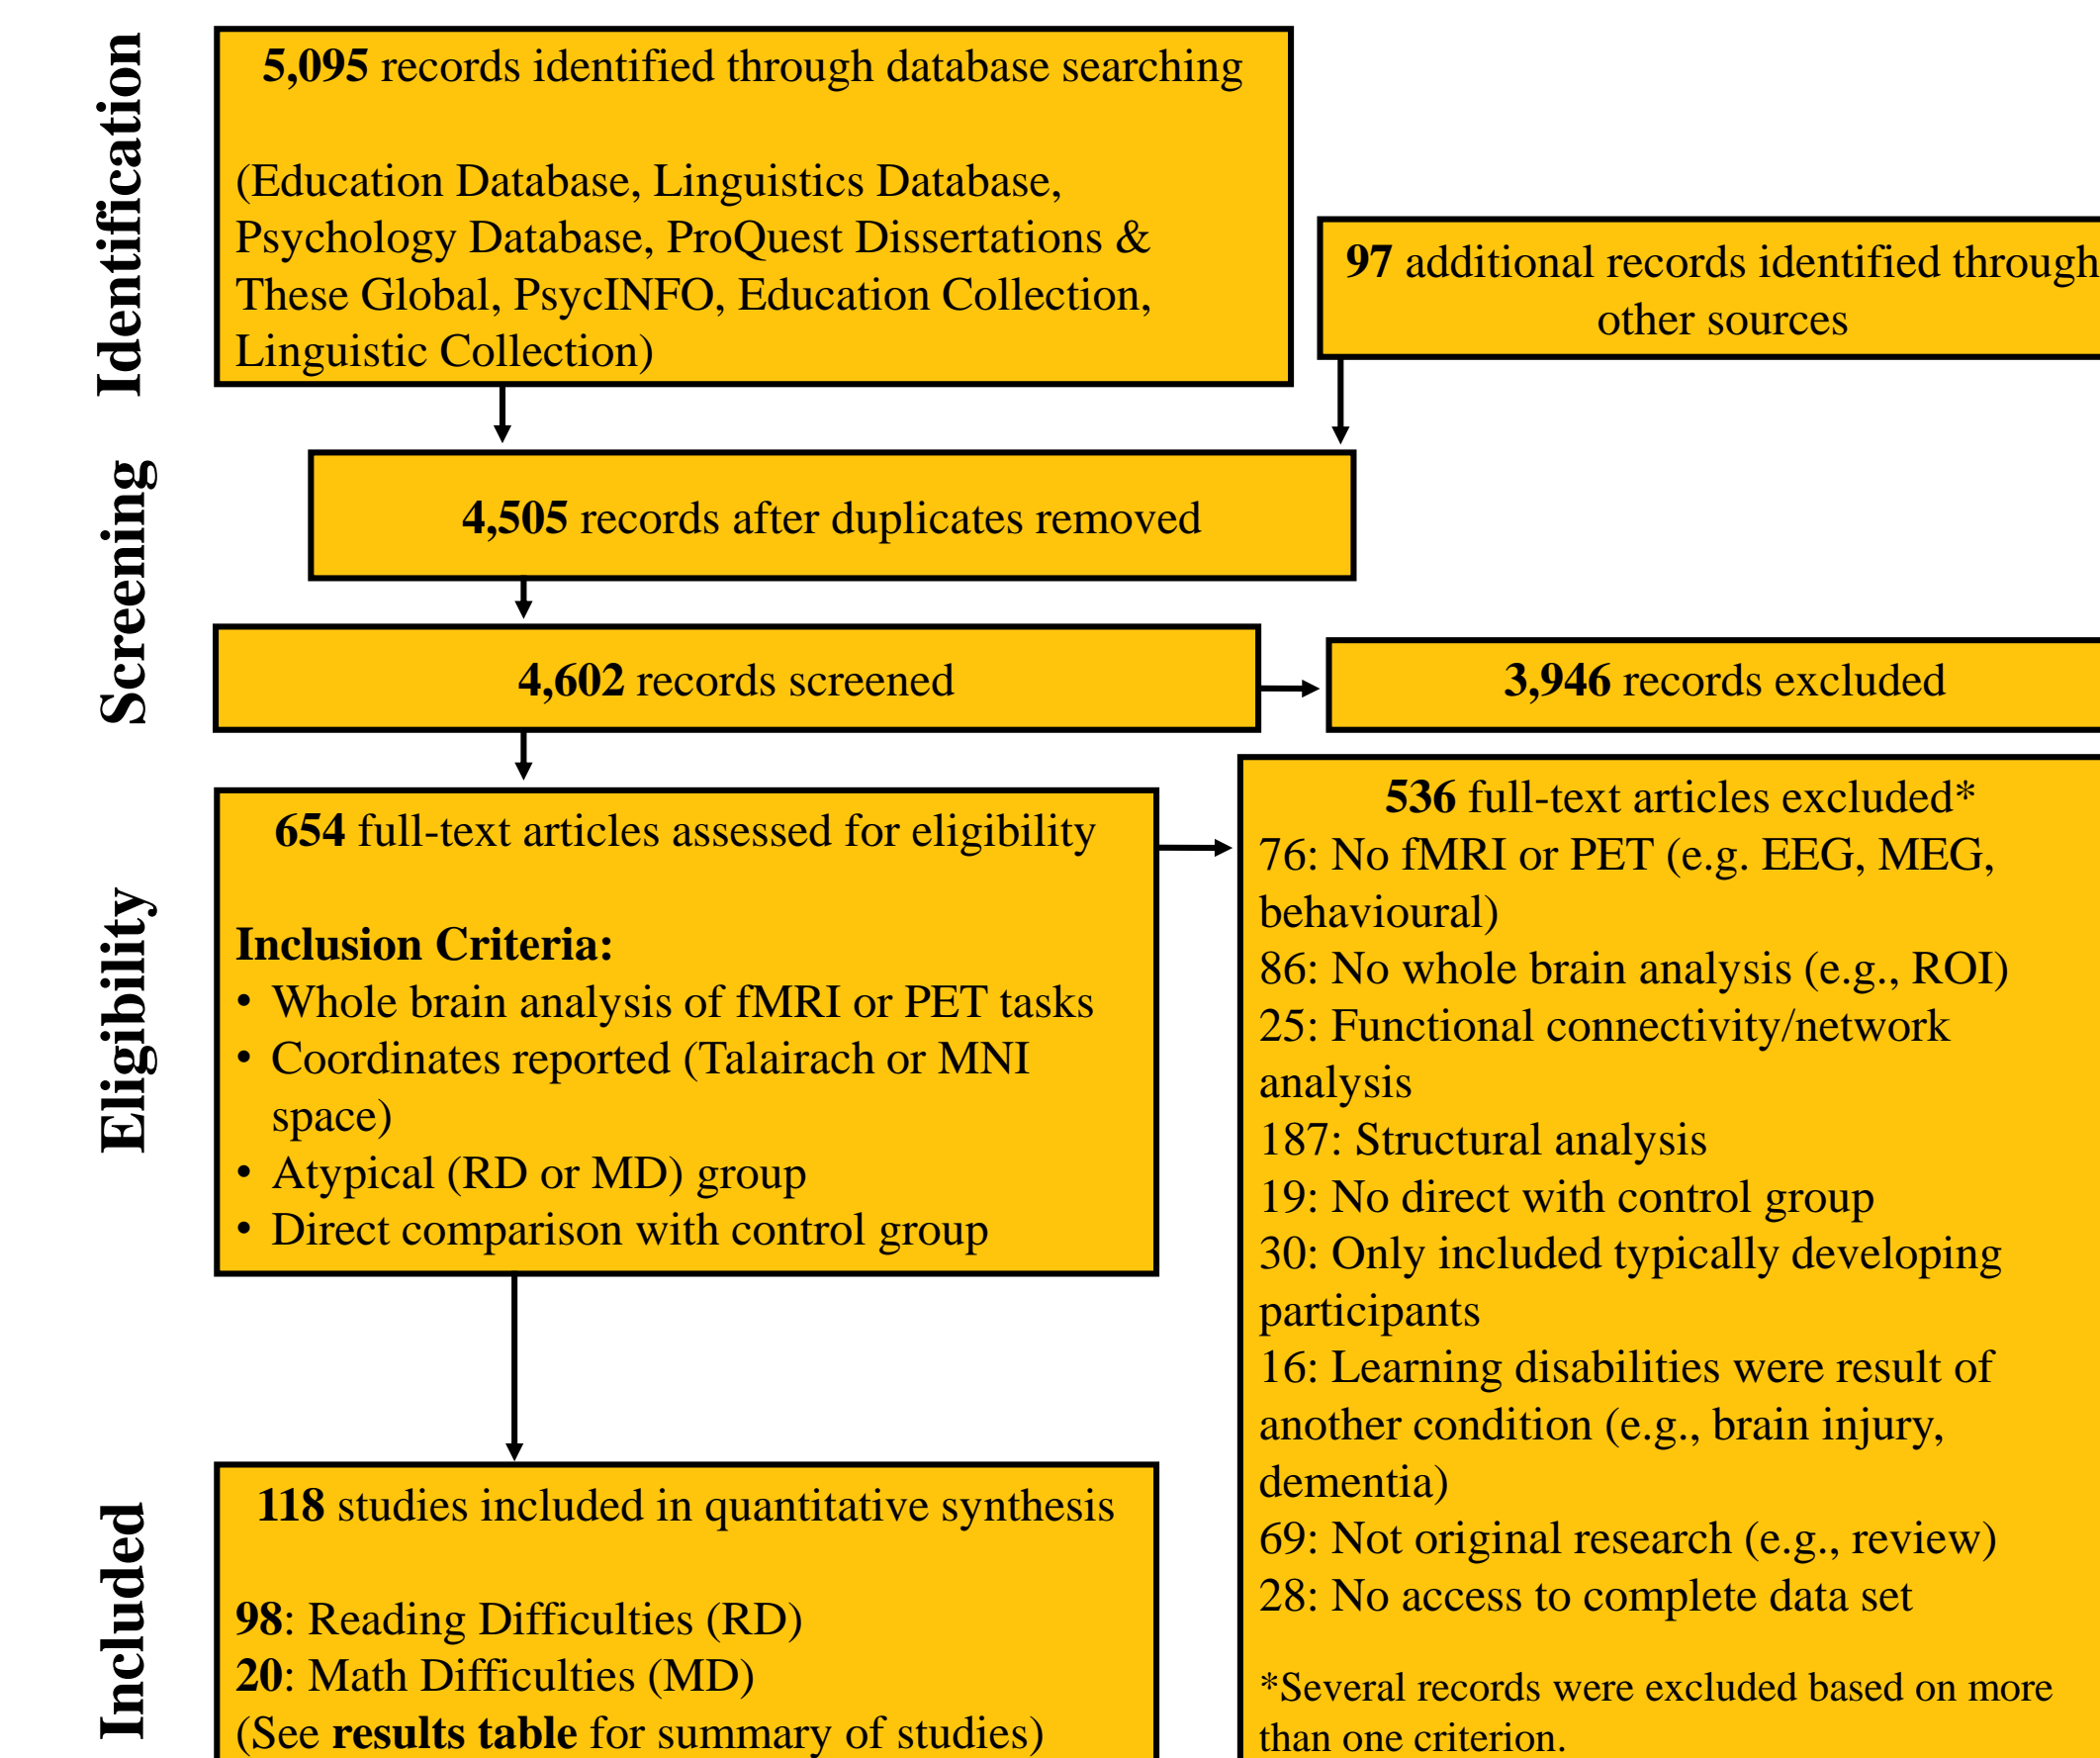 Identification
5,095 records identified through database searching
(Education Database, Linguistics Database,
Psychology Database, ProQuest Dissertations &
These Global, PsycINFO, Education Collection,
Linguistic Collection)
97 additional records identified through
other sources
Screening
4,505 records after duplicates removed
4,602 records screened
3,946 records excluded
Eligibility
654 full-text articles assessed for eligibility
Inclusion Criteria:
• Whole brain analysis of fMRI or PET tasks
• Coordinates reported (Talairach or MNI
space)
• Atypical (RD or MD) group
• Direct comparison with control group
536 full-text articles excluded*
76: No fMRI or PET (e.g. EEG, MEG,
behavioural)
86: No whole brain analysis (e.g., ROI)
25: Functional connectivity/network
analysis
187: Structural analysis
19: No direct with control group
30: Only included typically developing
participants
16: Learning disabilities were result of
another condition (e.g., brain injury,
dementia)
69: Not original research (e.g., review)
28: No access to complete data set
*Several records were excluded based on more
than one criterion.
Included
118 studies included in quantitative synthesis
98: Reading Difficulties (RD)
20: Math Difficulties (MD)
(See results table for summary of studies)